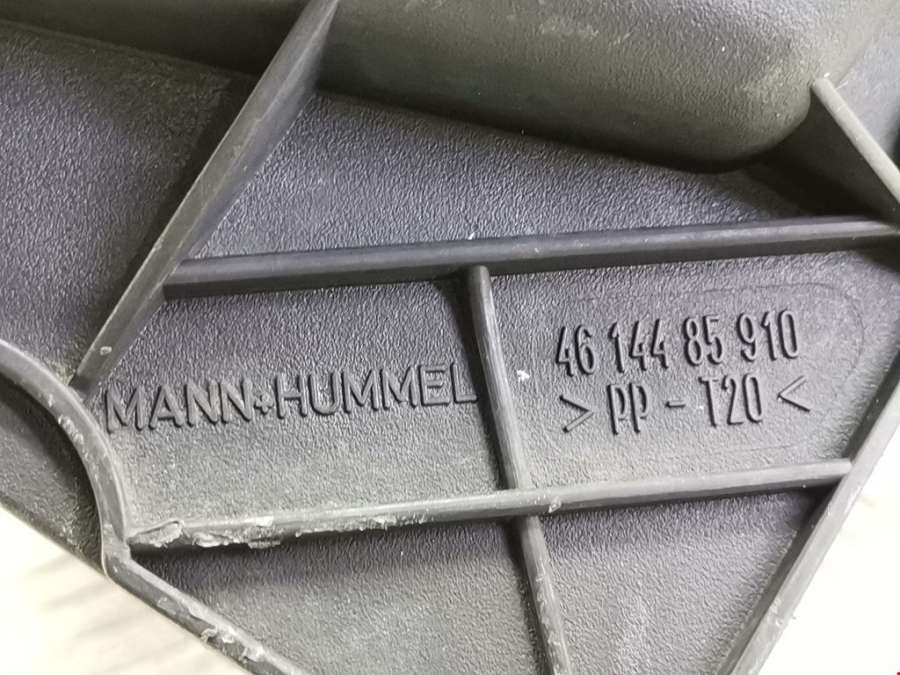 MANN+HUMMEL
46 144 85 910
> PP - T20 <